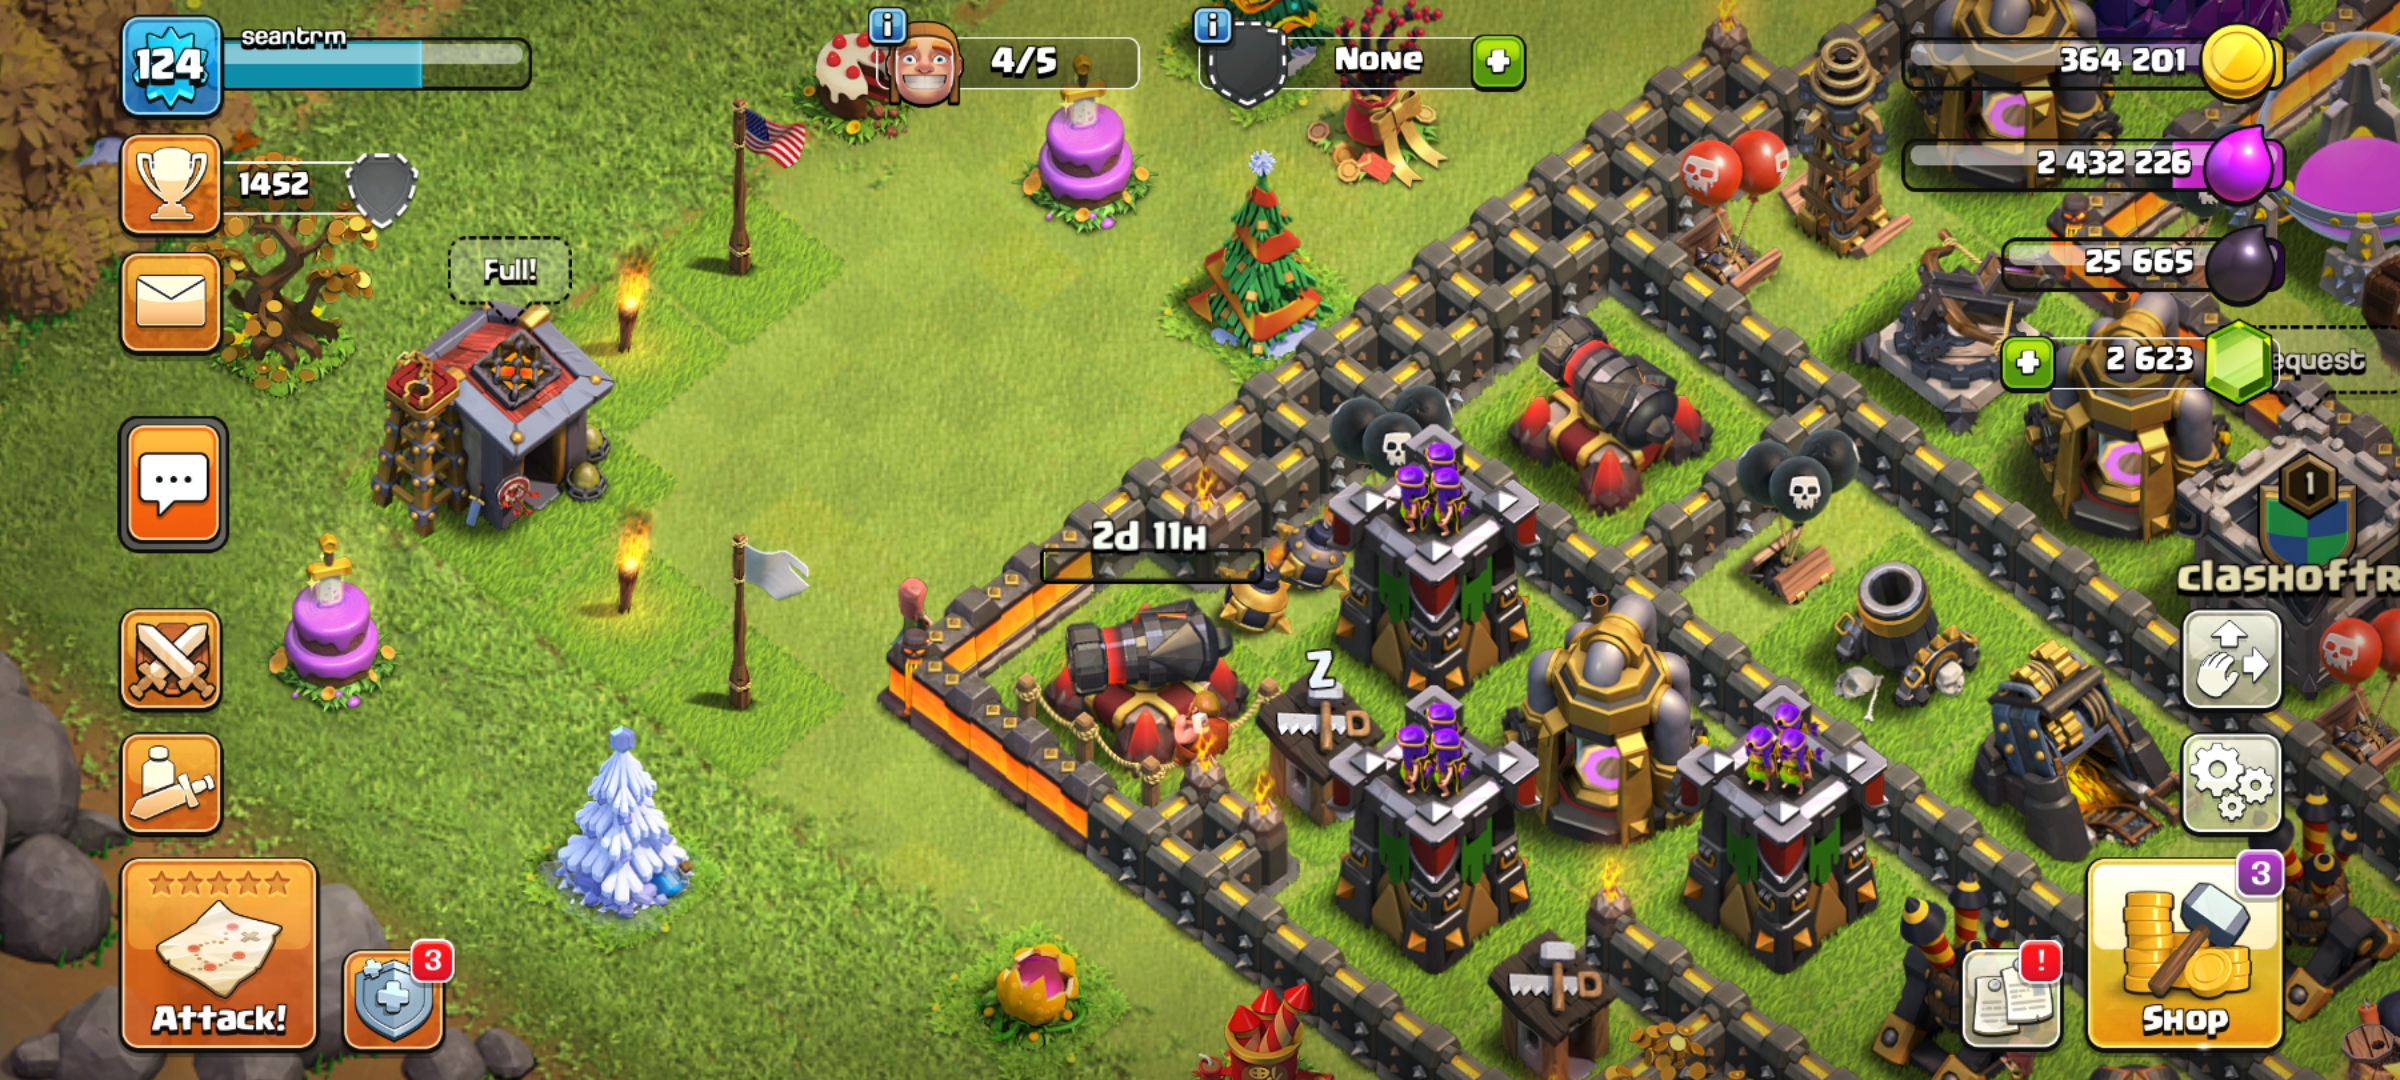 124
seantrm
4/5
None
364 201
1452
2 432 226
Full!
25 665
2 623
equest
1
2d 11h
clashoftr
Z
3
3
!
Attack!
Shop